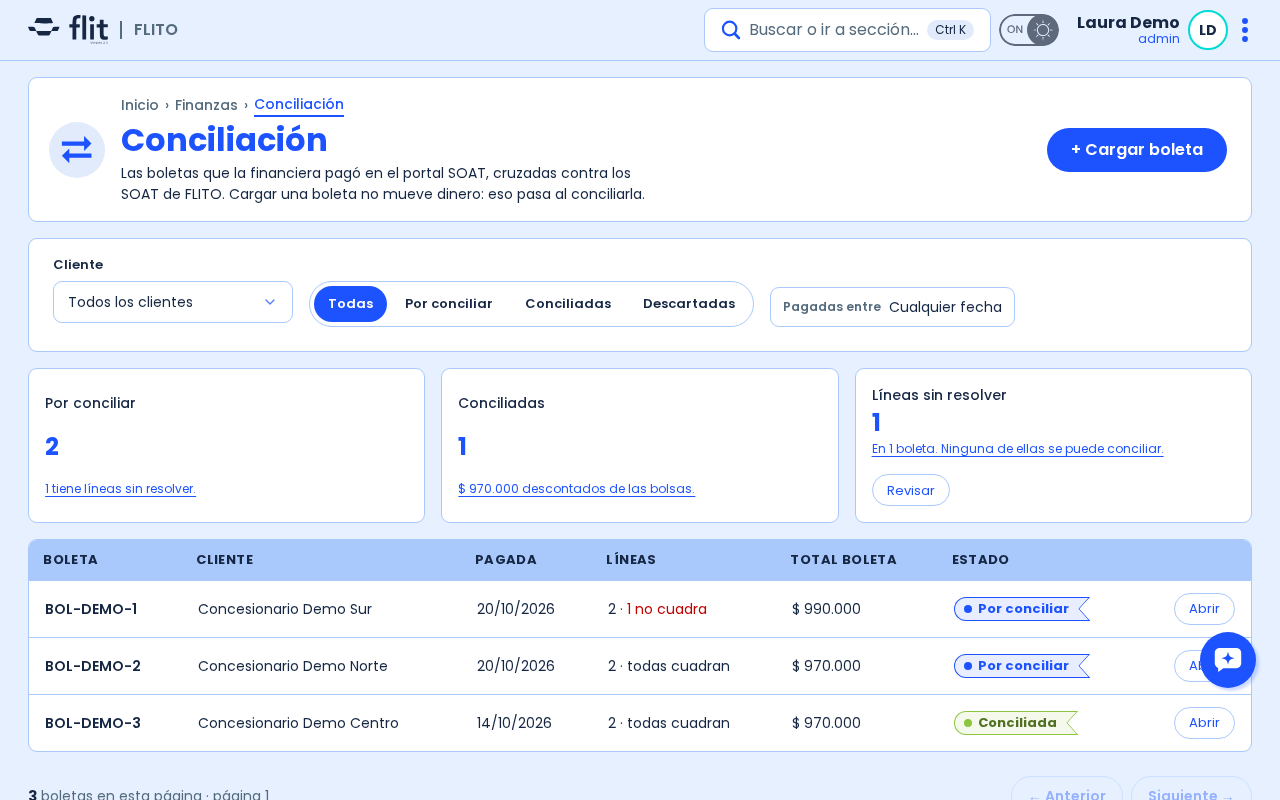 flit | FLITO
Buscar o ir a sección... Ctrl K
ON
Laura Demo
admin
LD
Inicio › Finanzas › Conciliación
Conciliación
Las boletas que la financiera pagó en el portal SOAT, cruzadas contra los
SOAT de FLITO. Cargar una boleta no mueve dinero: eso pasa al conciliarla.
+ Cargar boleta
Cliente
Todos los clientes
Todas Por conciliar Conciliadas Descartadas
Pagadas entre Cualquier fecha
Por conciliar
2
1 tiene líneas sin resolver.
Conciliadas
1
$ 970.000 descontados de las bolsas.
Líneas sin resolver
1
En 1 boleta. Ninguna de ellas se puede conciliar.
Revisar
BOLETA CLIENTE PAGADA LÍNEAS TOTAL BOLETA ESTADO
BOL-DEMO-1 Concesionario Demo Sur 20/10/2026 2 · 1 no cuadra $ 990.000 Por conciliar Abrir
BOL-DEMO-2 Concesionario Demo Norte 20/10/2026 2 · todas cuadran $ 970.000 Por conciliar
BOL-DEMO-3 Concesionario Demo Centro 14/10/2026 2 · todas cuadran $ 970.000 Conciliada Abrir
3 boletas en esta página · página 1
← Anterior Siguiente →